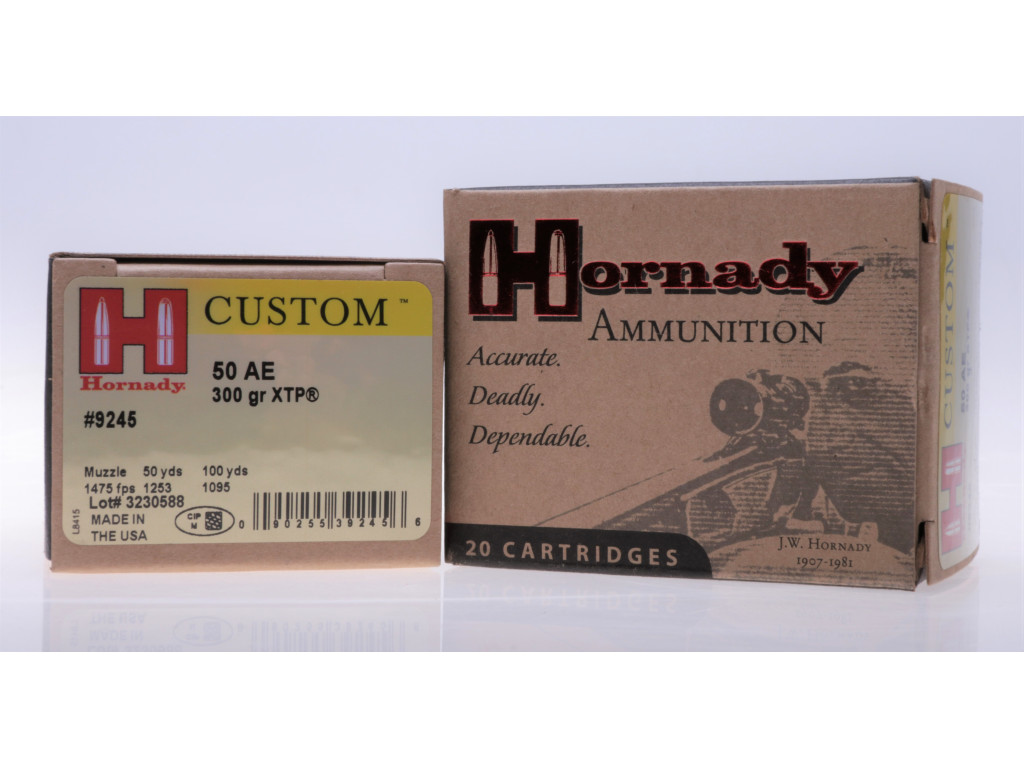 CUSTOM™
Hornady®
50 AE
300 gr XTP®
#9245
Muzzle 50 yds 100 yds
1475 fps 1253 1095
Lot# 3230588
MADE IN
THE USA
L8415
CIP
M
0 90255 39245 6
Hornady
AMMUNITION
Accurate.
Deadly.
Dependable.
20 CARTRIDGES
J.W. HORNADY
1907-1981
CUSTOM
50 AE